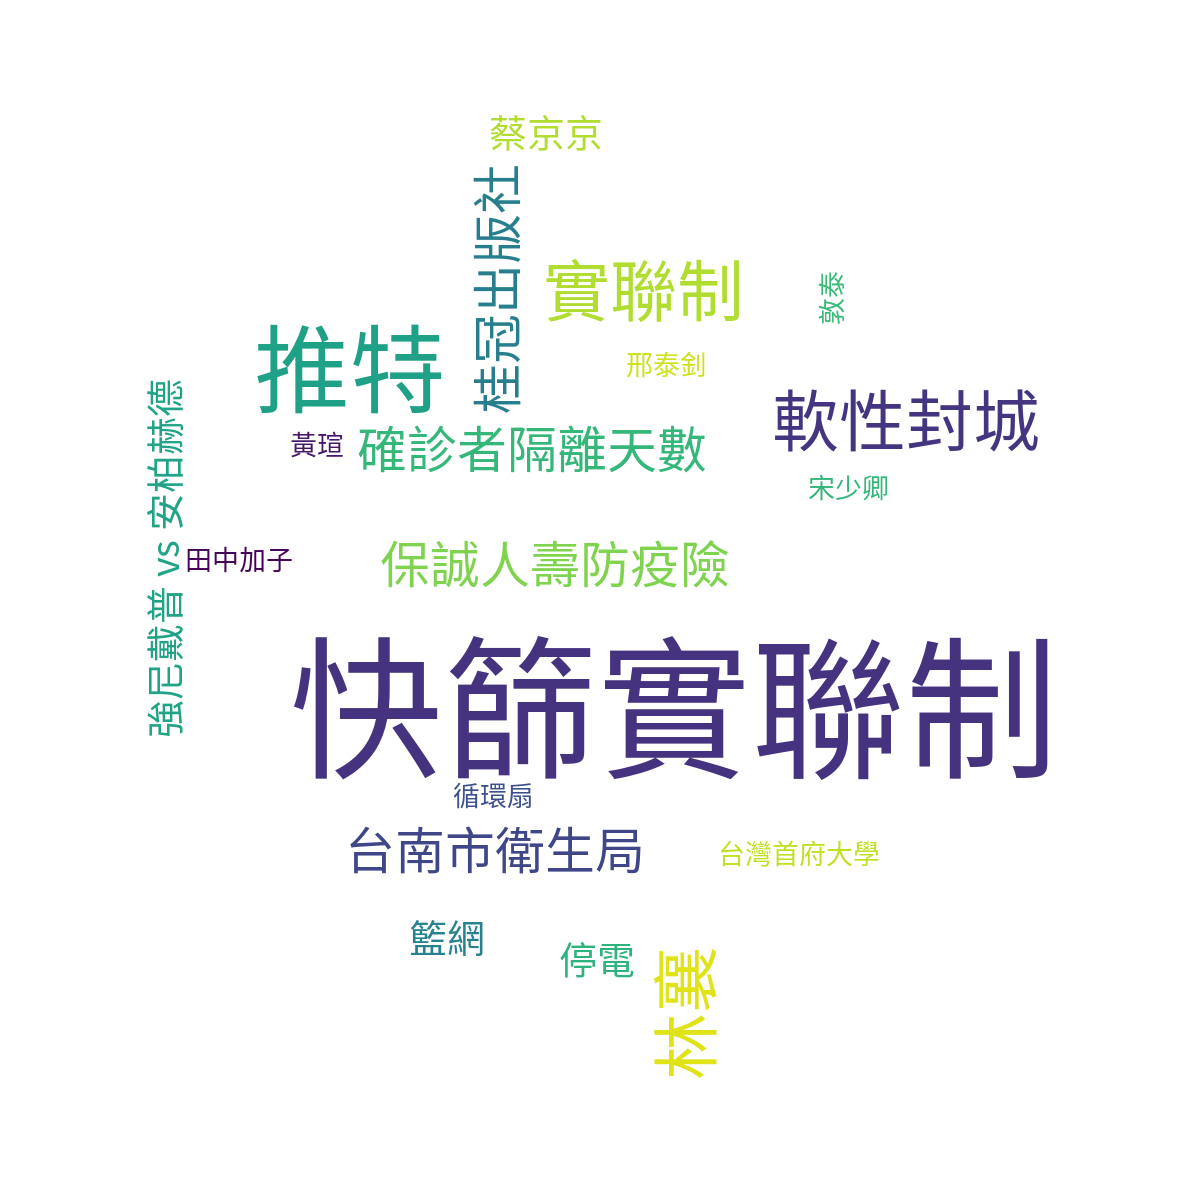 蔡京京
桂冠出版社
實聯制
敦泰
推特
邢泰釗
軟性封城
黃瑄
確診者隔離天數
強尼戴普 vs 安柏赫德
宋少卿
田中加子
保誠人壽防疫險
快篩實聯制
循環扇
台南市衛生局
台灣首府大學
籃網
停電
林襄